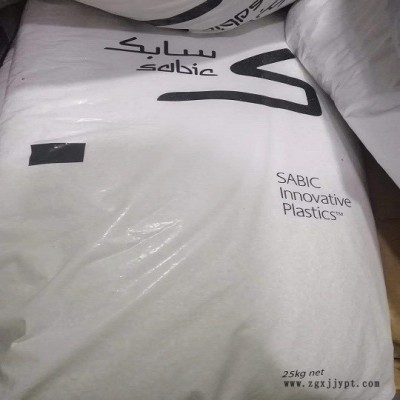 سابك
sabic
SABIC
Innovative
Plastics™
25kg net
www.zgxjjypt.com